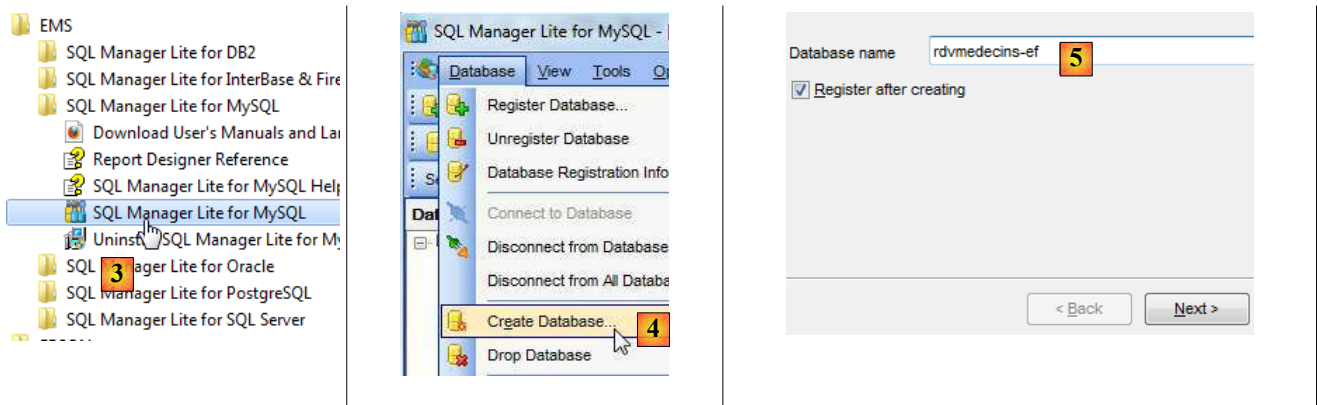 EMS
SQL Manager Lite for DB2
SQL Manager Lite for InterBase & Fire
SQL Manager Lite for MySQL
Download User's Manuals and La
Report Designer Reference
SQL Manager Lite for MySQL Help
SQL Manager Lite for MySQL
Uninst SQL Manager Lite for My
SQL ager Lite for Oracle
3
SQL Manager Lite for PostgreSQL
SQL Manager Lite for SQL Server
SQL Manager Lite for MySQL - 
Database View Tools Op
Register Database...
Unregister Database
Database Registration Info
Dat
Connect to Database
Disconnect from Database
Disconnect from All Databa
Create Database...
4
Drop Database
Database name rdvmedecins-ef
5
Register after creating
< Back Next >